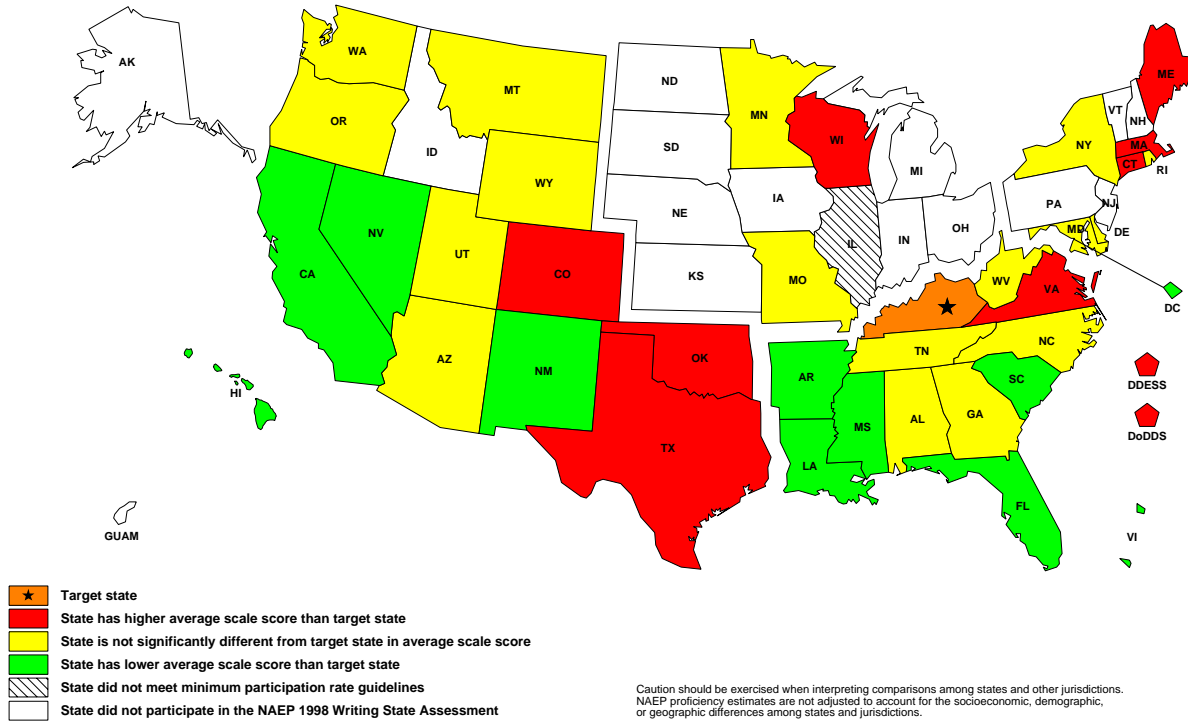 AK
WA
MT
ND
MN
ME
VT
NH
OR
ID
SD
WI
NY
MA
CT
RI
MI
WY
IA
PA
NJ
NE
OH
IN
MD
DE
NV
UT
IL
CA
CO
KS
MO
WV
VA
DC
KY
AZ
NM
OK
TN
NC
AR
SC
DDESS
HI
MS
AL
GA
DoDDS
TX
LA
FL
GUAM
VI
Target state
State has higher average scale score than target state
State is not significantly different from target state in average scale score
State has lower average scale score than target state
State did not meet minimum participation rate guidelines
State did not participate in the NAEP 1998 Writing State Assessment
Caution should be exercised when interpreting comparisons among states and other jurisdictions.
NAEP proficiency estimates are not adjusted to account for the socioeconomic, demographic,
or geographic differences among states and jurisdictions.